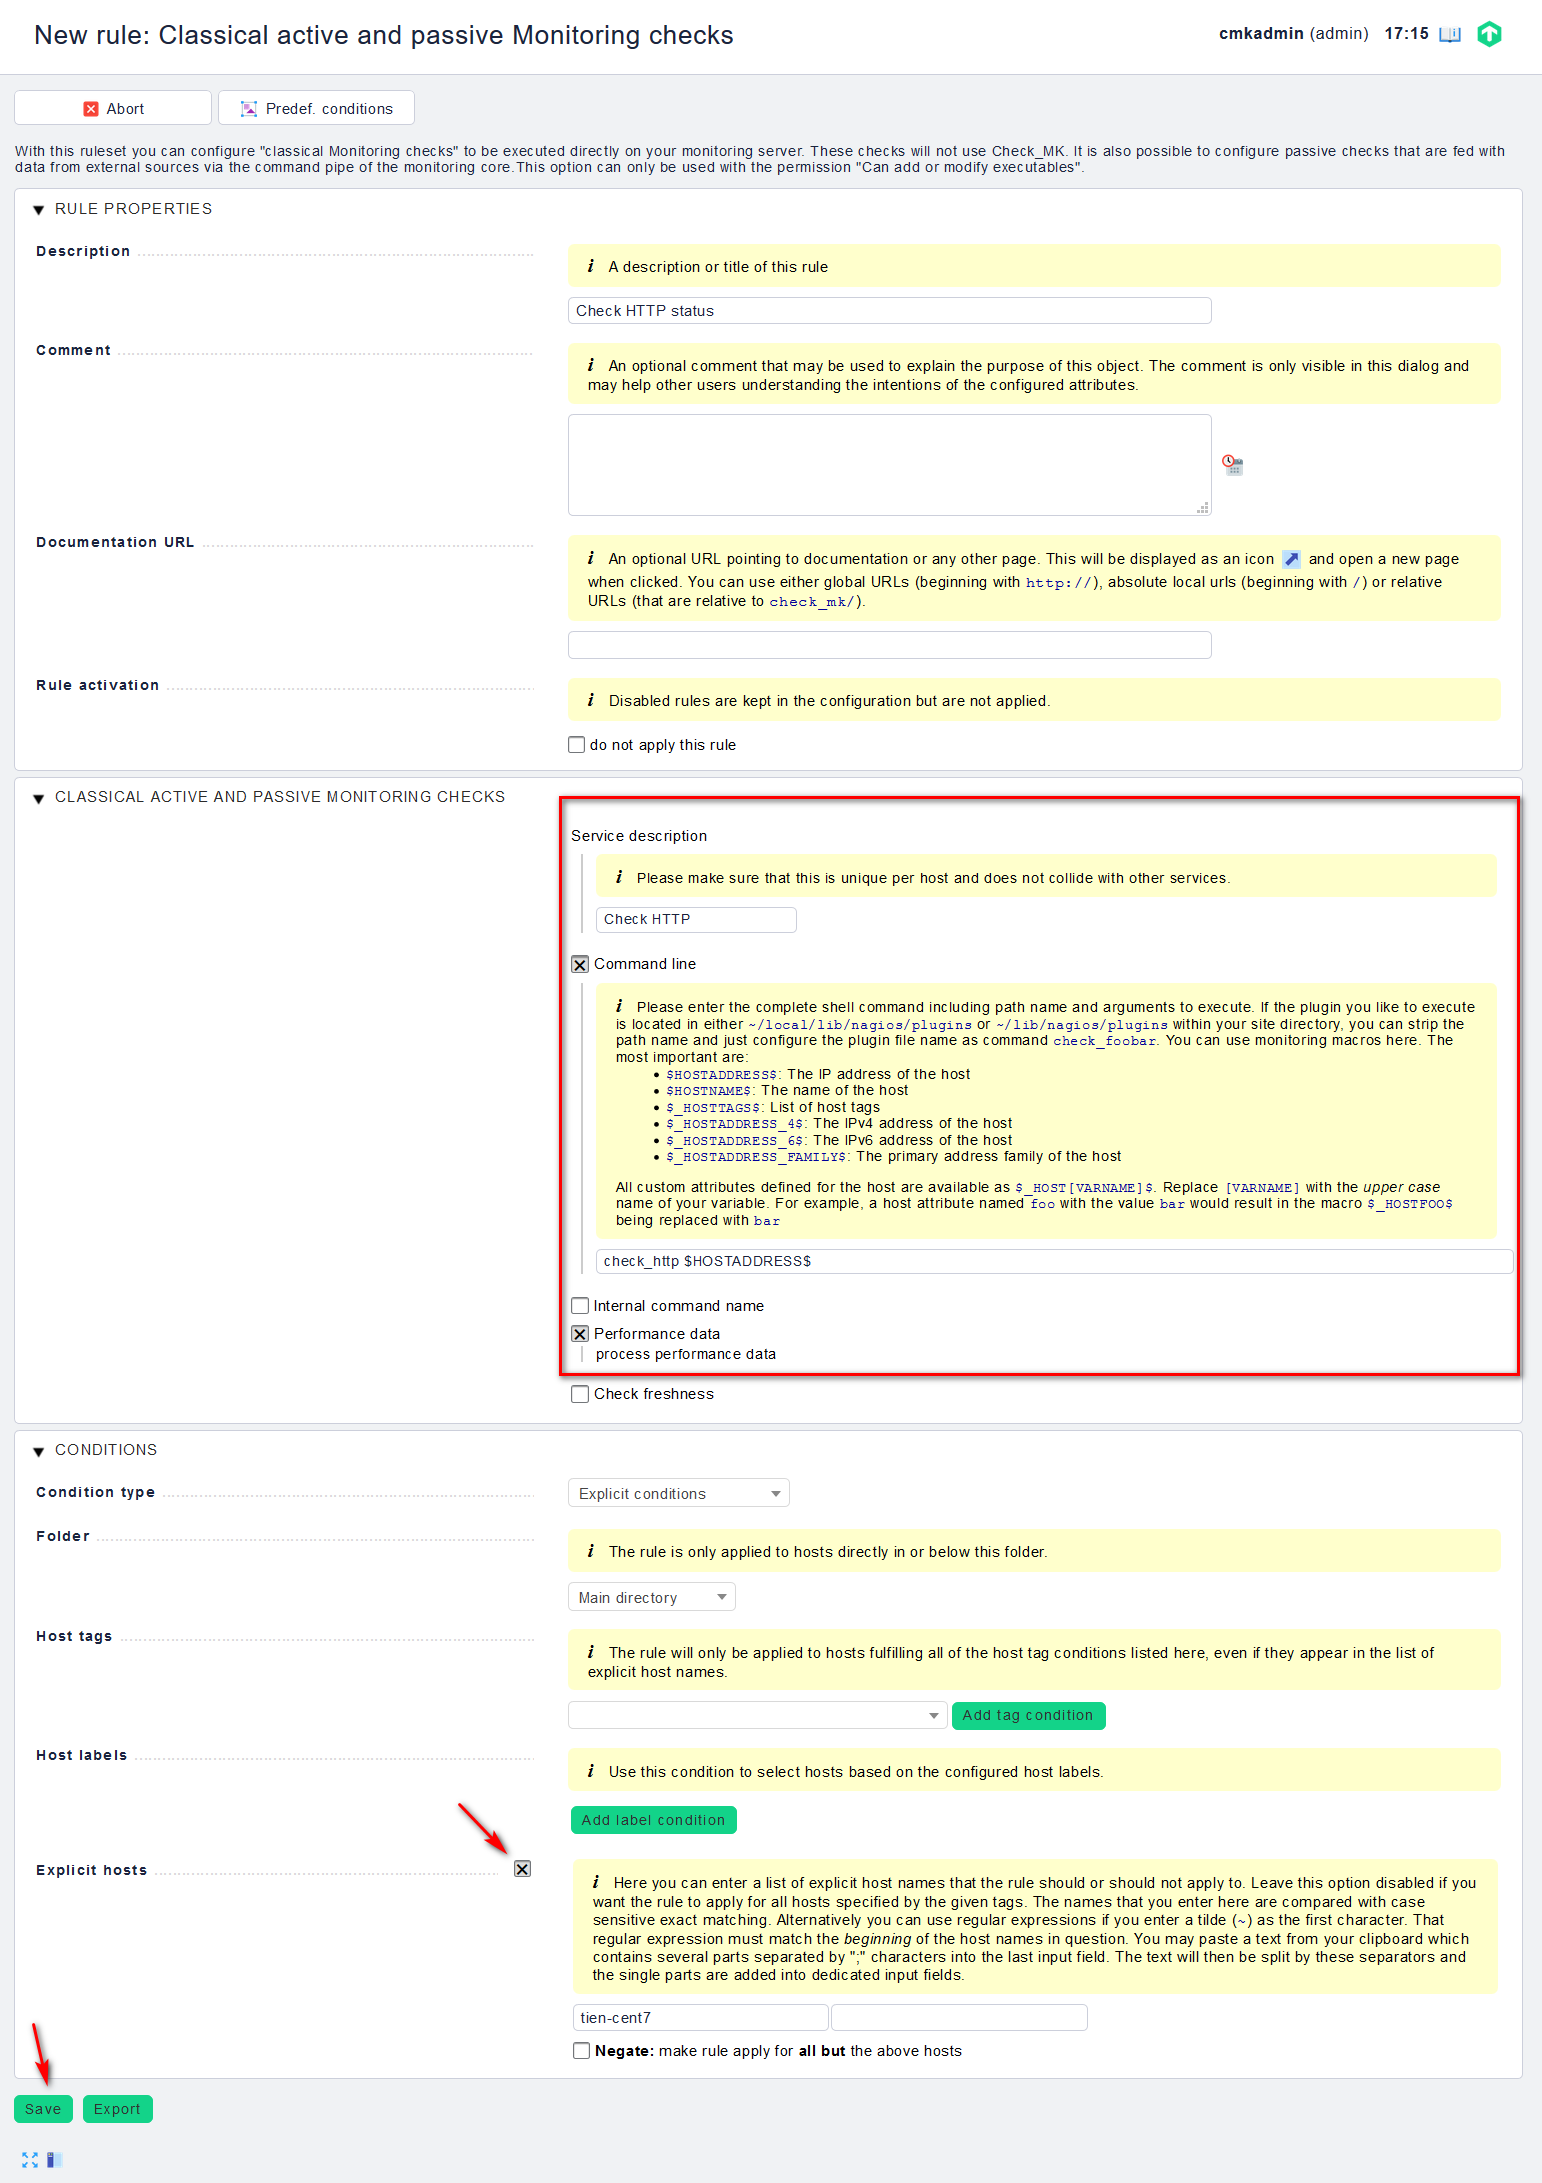 New rule: Classical active and passive Monitoring checks
cmkadmin (admin) 17:15
Abort
Predef. conditions
With this ruleset you can configure "classical Monitoring checks" to be executed directly on your monitoring server. These checks will not use Check_MK. It is also possible to configure passive checks that are fed with
data from external sources via the command pipe of the monitoring core.This option can only be used with the permission "Can add or modify executables".
RULE PROPERTIES
Description
i A description or title of this rule
Check HTTP status
Comment
i An optional comment that may be used to explain the purpose of this object. The comment is only visible in this dialog and
may help other users understanding the intentions of the configured attributes.
Documentation URL
i An optional URL pointing to documentation or any other page. This will be displayed as an icon and open a new page
when clicked. You can use either global URLs (beginning with http://), absolute local urls (beginning with /) or relative
URLs (that are relative to check_mk/).
Rule activation
i Disabled rules are kept in the configuration but are not applied.
do not apply this rule
CLASSICAL ACTIVE AND PASSIVE MONITORING CHECKS
Service description
i Please make sure that this is unique per host and does not collide with other services.
Check HTTP
Command line
i Please enter the complete shell command including path name and arguments to execute. If the plugin you like to execute
is located in either ~/local/lib/nagios/plugins or ~/lib/nagios/plugins within your site directory, you can strip the
path name and just configure the plugin file name as command check_foobar. You can use monitoring macros here. The
most important are:
• $HOSTADDRESS$: The IP address of the host
• $HOSTNAME$: The name of the host
• $_HOSTTAGS$: List of host tags
• $_HOSTADDRESS_4$: The IPv4 address of the host
• $_HOSTADDRESS_6$: The IPv6 address of the host
• $_HOSTADDRESS_FAMILY$: The primary address family of the host
All custom attributes defined for the host are available as $_HOST[VARNAME]$. Replace [VARNAME] with the upper case
name of your variable. For example, a host attribute named foo with the value bar would result in the macro $_HOSTFOO$
being replaced with bar
check_http $HOSTADDRESS$
Internal command name
Performance data
process performance data
Check freshness
CONDITIONS
Condition type
Explicit conditions
Folder
i The rule is only applied to hosts directly in or below this folder.
Main directory
Host tags
i The rule will only be applied to hosts fulfilling all of the host tag conditions listed here, even if they appear in the list of
explicit host names.
Add tag condition
Host labels
i Use this condition to select hosts based on the configured host labels.
Add label condition
Explicit hosts
i Here you can enter a list of explicit host names that the rule should or should not apply to. Leave this option disabled if you
want the rule to apply for all hosts specified by the given tags. The names that you enter here are compared with case
sensitive exact matching. Alternatively you can use regular expressions if you enter a tilde (~) as the first character. That
regular expression must match the beginning of the host names in question. You may paste a text from your clipboard which
contains several parts separated by ";" characters into the last input field. The text will then be split by these separators and
the single parts are added into dedicated input fields.
tien-cent7
Negate: make rule apply for all but the above hosts
Save
Export